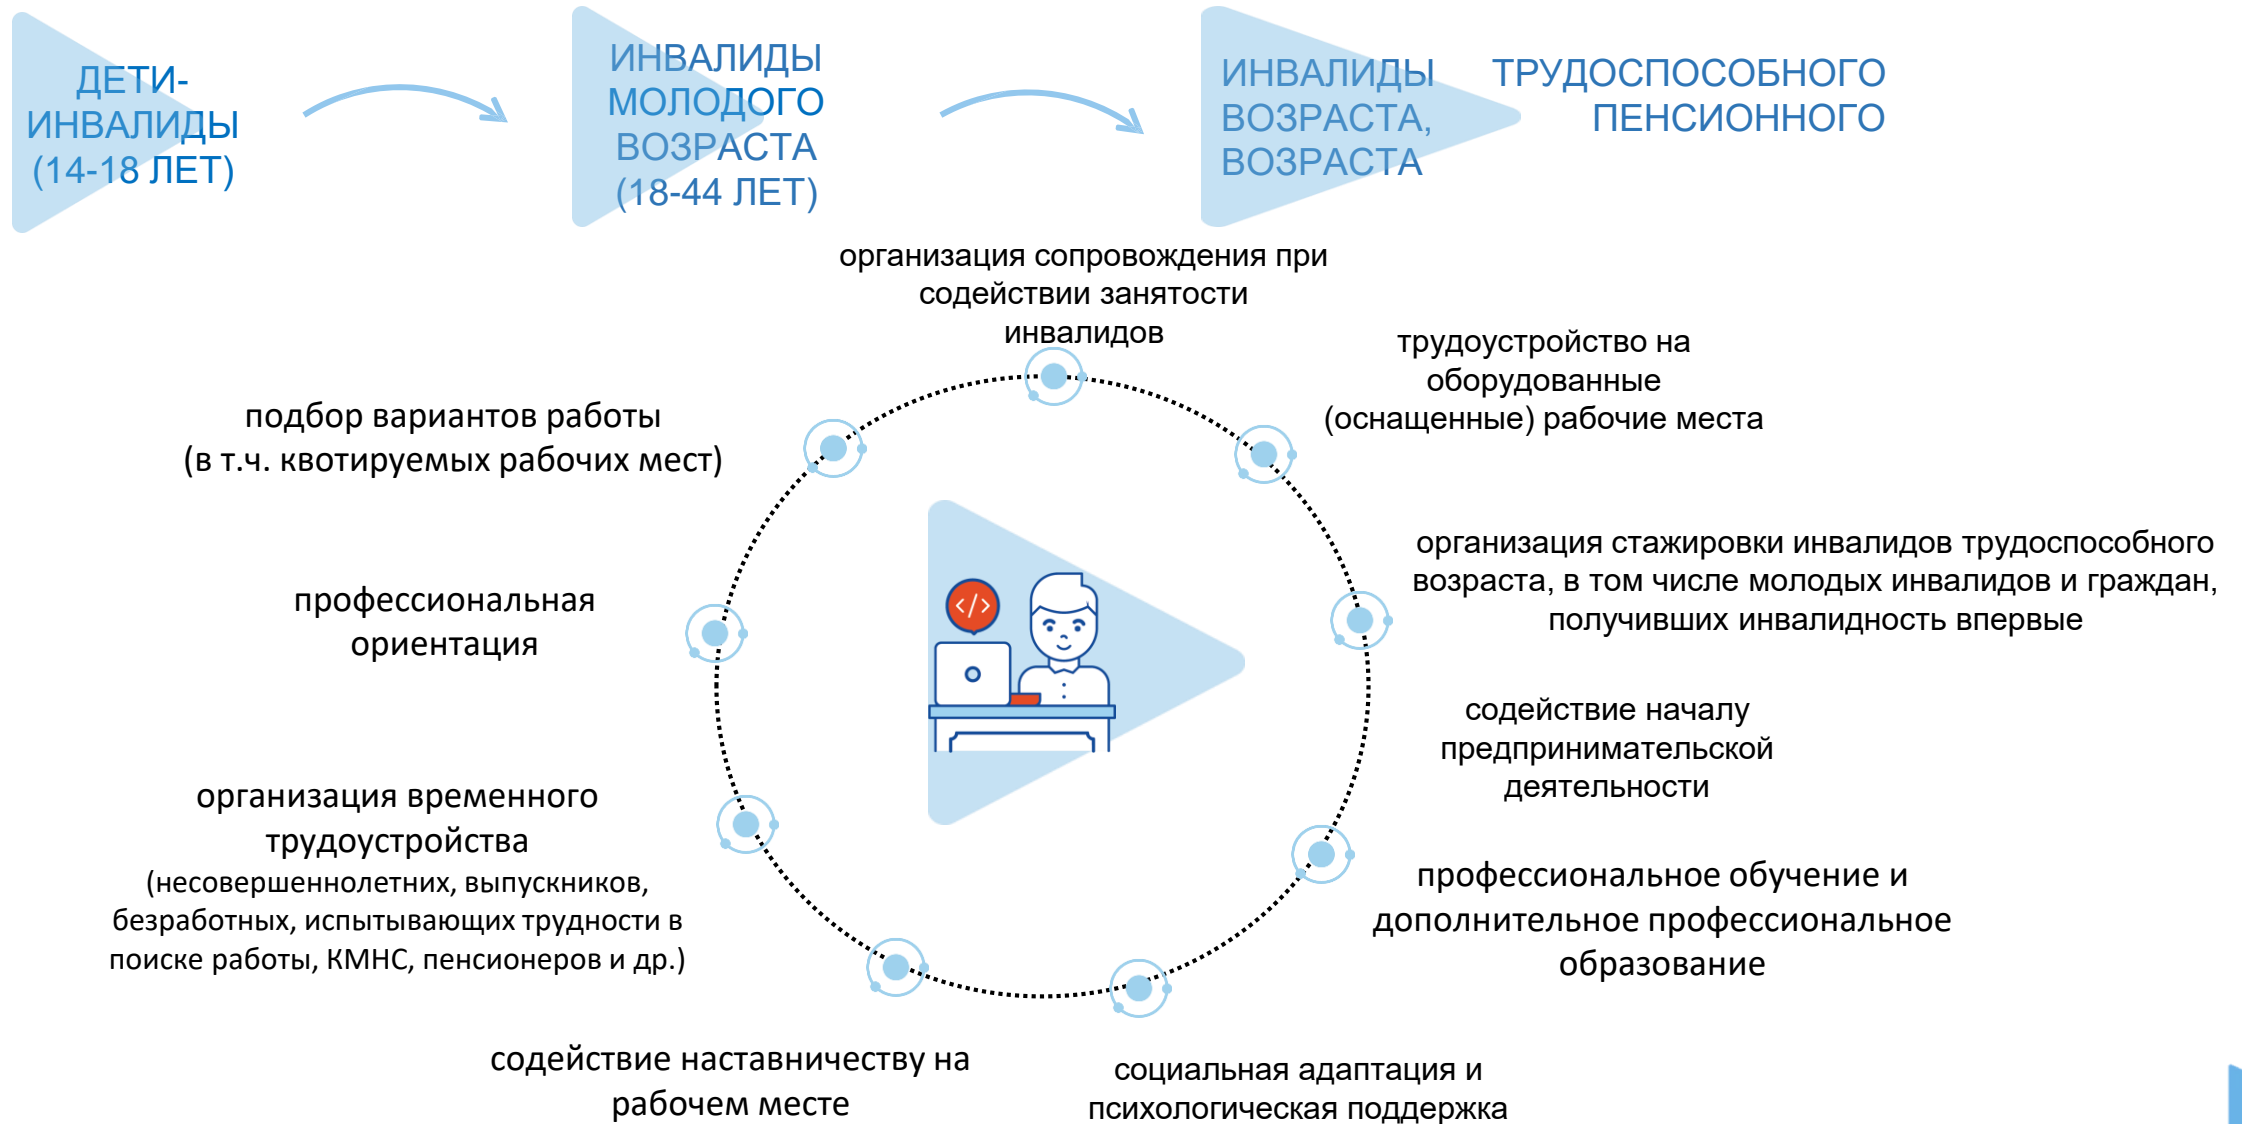 ДЕТИ-
ИНВАЛИДЫ
(14-18 ЛЕТ)
ИНВАЛИДЫ
МОЛОДОГО
ВОЗРАСТА
(18-44 ЛЕТ)
ИНВАЛИДЫ ТРУДОСПОСОБНОГО
ВОЗРАСТА, ПЕНСИОННОГО
ВОЗРАСТА
организация сопровождения при
содействии занятости
инвалидов
трудоустройство на
оборудованные
(оснащенные) рабочие места
подбор вариантов работы
(в т.ч. квотируемых рабочих мест)
организация стажировки инвалидов трудоспособного
возраста, в том числе молодых инвалидов и граждан,
получивших инвалидность впервые
профессиональная
ориентация
</>
содействие началу
предпринимательской
деятельности
организация временного
трудоустройства
(несовершеннолетних, выпускников,
безработных, испытывающих трудности в
поиске работы, КМНС, пенсионеров и др.)
профессиональное обучение и
дополнительное профессиональное
образование
содействие наставничеству на
рабочем месте
социальная адаптация и
психологическая поддержка